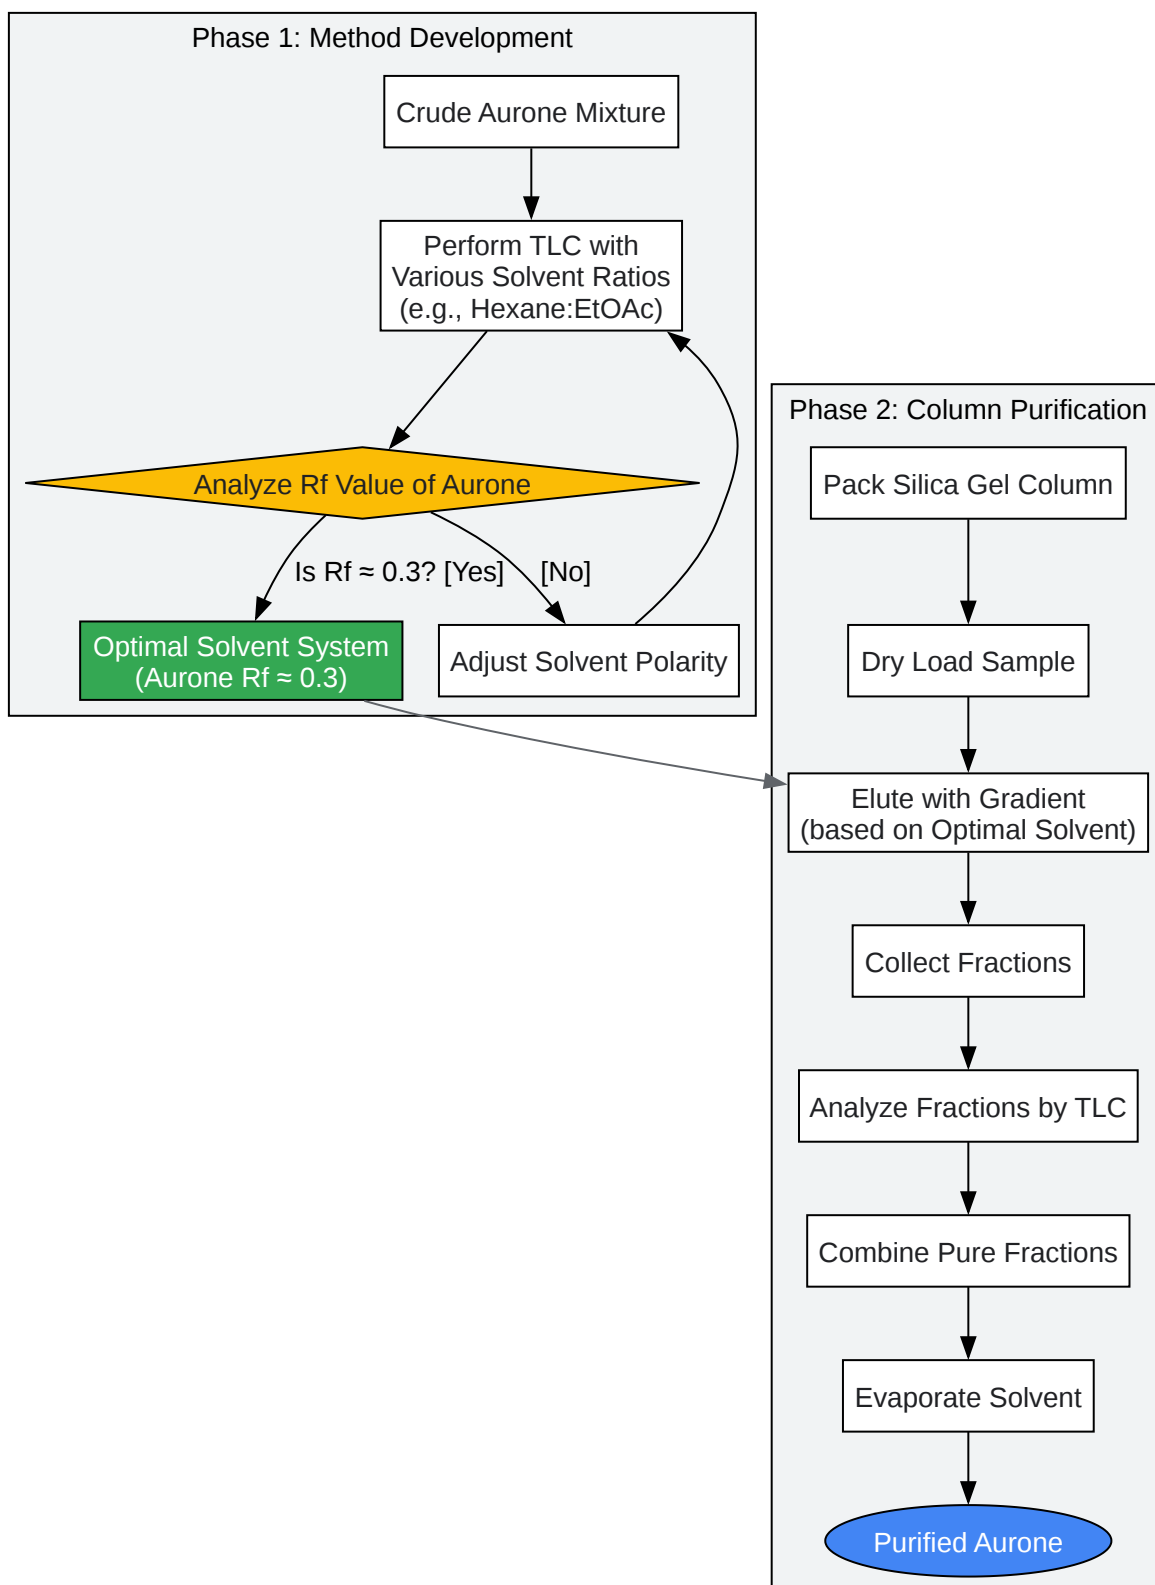 Phase 1: Method Development
Crude Aurone Mixture
Perform TLC with
Various Solvent Ratios
(e.g., Hexane:EtOAc)
Analyze Rf Value of Aurone
Is Rf ≈ 0.3? [Yes]
[No]
Optimal Solvent System
(Aurone Rf ≈ 0.3)
Adjust Solvent Polarity
Phase 2: Column Purification
Pack Silica Gel Column
Dry Load Sample
Elute with Gradient
(based on Optimal Solvent)
Collect Fractions
Analyze Fractions by TLC
Combine Pure Fractions
Evaporate Solvent
Purified Aurone